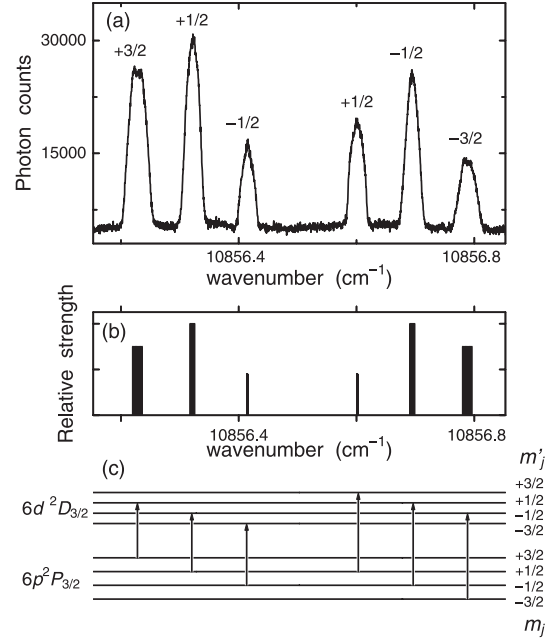 (a)
+3/2
+1/2
−1/2
+1/2
−1/2
−3/2
30000
15000
Photon counts
10856.4
10856.8
wavenumber (cm⁻¹)
(b)
Relative strength
10856.4
10856.8
wavenumber (cm⁻¹)
(c)
m'j
6d ²D3/2
+3/2
+1/2
−1/2
−3/2
6p²P3/2
+3/2
+1/2
−1/2
−3/2
mj